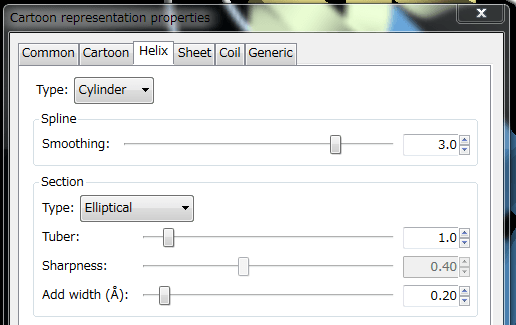 Cartoon representation properties
Common Cartoon Helix Sheet Coil Generic
Type: Cylinder
Spline
Smoothing: 3.0
Section
Type: Elliptical
Tuber: 1.0
Sharpness: 0.40
Add width (Å): 0.20